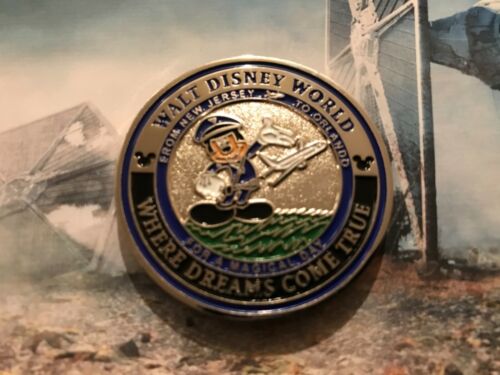 WALT DISNEY WORLD
FROM NEW JERSEY TO ORLANDO
FOR A MAGICAL DAY
WHERE DREAMS COME TRUE